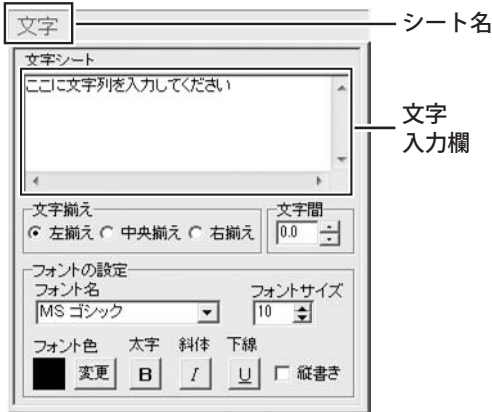 文字
シート名
文字シート
ここに文字列を入力してください
文字
入力欄
文字揃え
文字間
左揃え 中央揃え 右揃え
0.0
フォントの設定
フォント名
フォントサイズ
MS ゴシック
10
フォント色 太字 斜体 下線
変更 B I U 縦書き